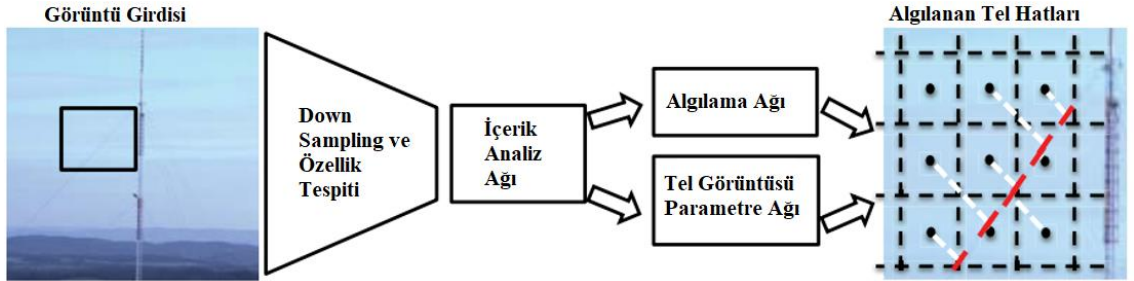 Görüntü Girdisi
Down
Sampling ve
Özellik
Tespiti
İçerik
Analiz
Ağı
Algılama Ağı
Tel Görüntüsü
Parametre Ağı
Algılanan Tel Hatları